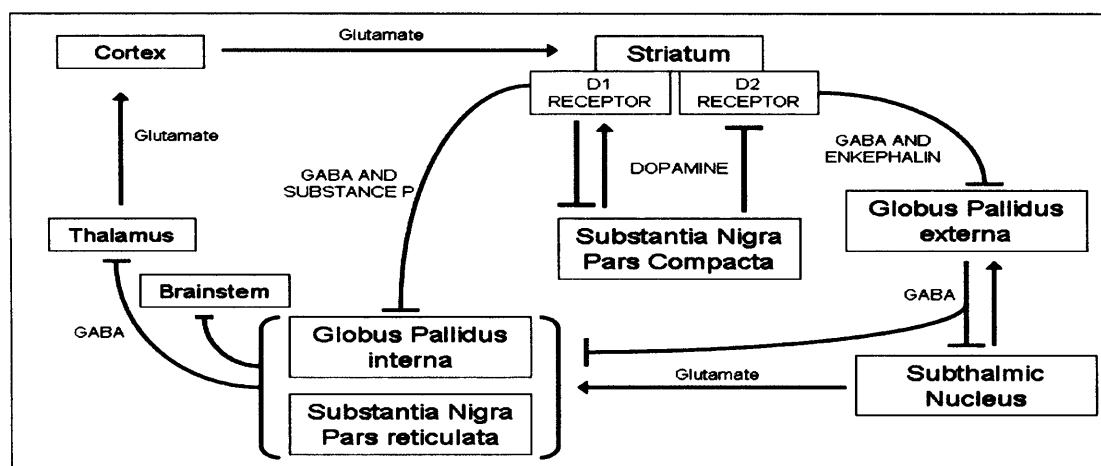 Glutamate
Cortex
Striatum
D1
RECEPTOR
D2
RECEPTOR
Glutamate
GABA AND
SUBSTANCE P
DOPAMINE
GABA AND
ENKEPHALIN
Thalamus
Substantia Nigra
Pars Compacta
Globus Pallidus
externa
Brainstem
GABA
GABA
Globus Pallidus
interna
Glutamate
Subthalmic
Nucleus
Substantia Nigra
Pars reticulata